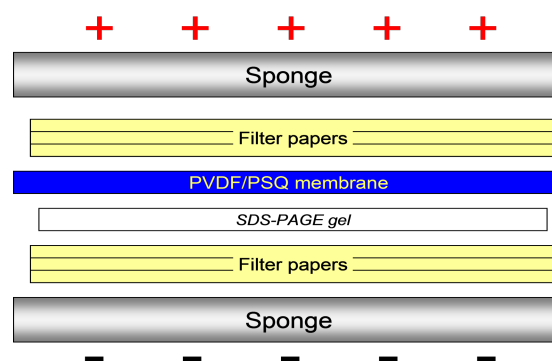 + + + + +
Sponge
Filter papers
PVDF/PSQ membrane
SDS-PAGE gel
Filter papers
Sponge
- - - - -